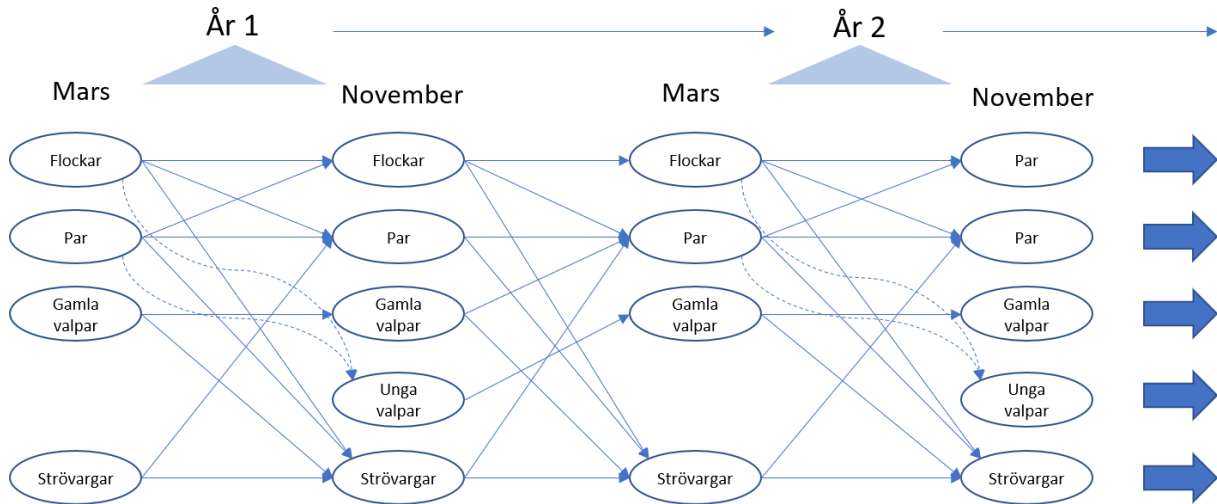 År 1
År 2
Mars
November
Mars
November
Flockar
Flockar
Flockar
Par
Par
Par
Par
Par
Gamla
valpar
Gamla
valpar
Gamla
valpar
Gamla
valpar
Unga
valpar
Unga
valpar
Strövargar
Strövargar
Strövargar
Strövargar